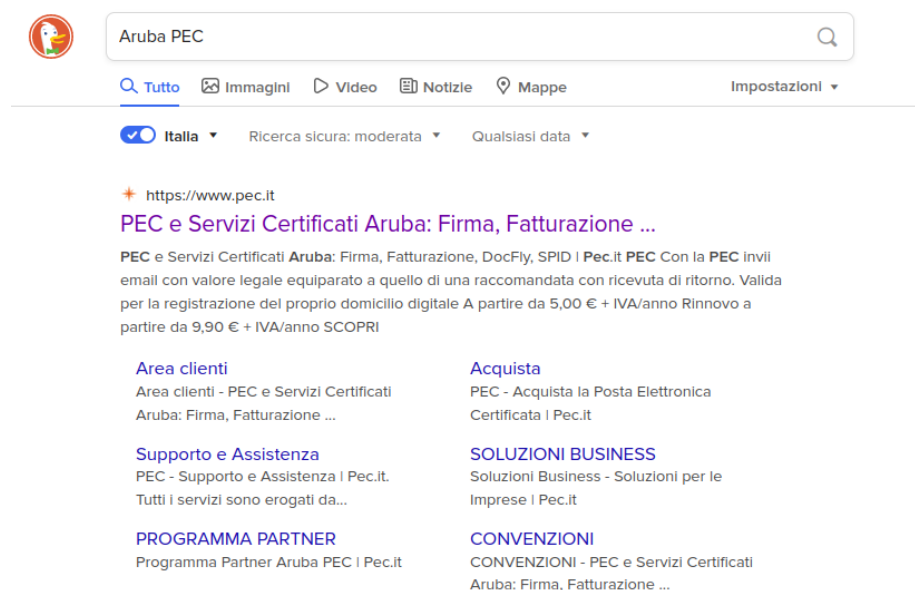 Aruba PEC
Tutto Immagini Video Notizie Mappe Impostazioni
Italia Ricerca sicura: moderata Qualsiasi data
https://www.pec.it
PEC e Servizi Certificati Aruba: Firma, Fatturazione ...
PEC e Servizi Certificati Aruba: Firma, Fatturazione, DocFly, SPID | Pec.it PEC Con la PEC invii
email con valore legale equiparato a quello di una raccomandata con ricevuta di ritorno. Valida
per la registrazione del proprio domicilio digitale A partire da 5,00 € + IVA/anno Rinnovo a
partire da 9,90 € + IVA/anno SCOPRI
Area clienti
Area clienti - PEC e Servizi Certificati
Aruba: Firma, Fatturazione ...
Acquista
PEC - Acquista la Posta Elettronica
Certificata | Pec.it
Supporto e Assistenza
PEC - Supporto e Assistenza | Pec.it.
Tutti i servizi sono erogati da...
SOLUZIONI BUSINESS
Soluzioni Business - Soluzioni per le
Imprese | Pec.it
PROGRAMMA PARTNER
Programma Partner Aruba PEC | Pec.it
CONVENZIONI
CONVENZIONI - PEC e Servizi Certificati
Aruba: Firma, Fatturazione ...